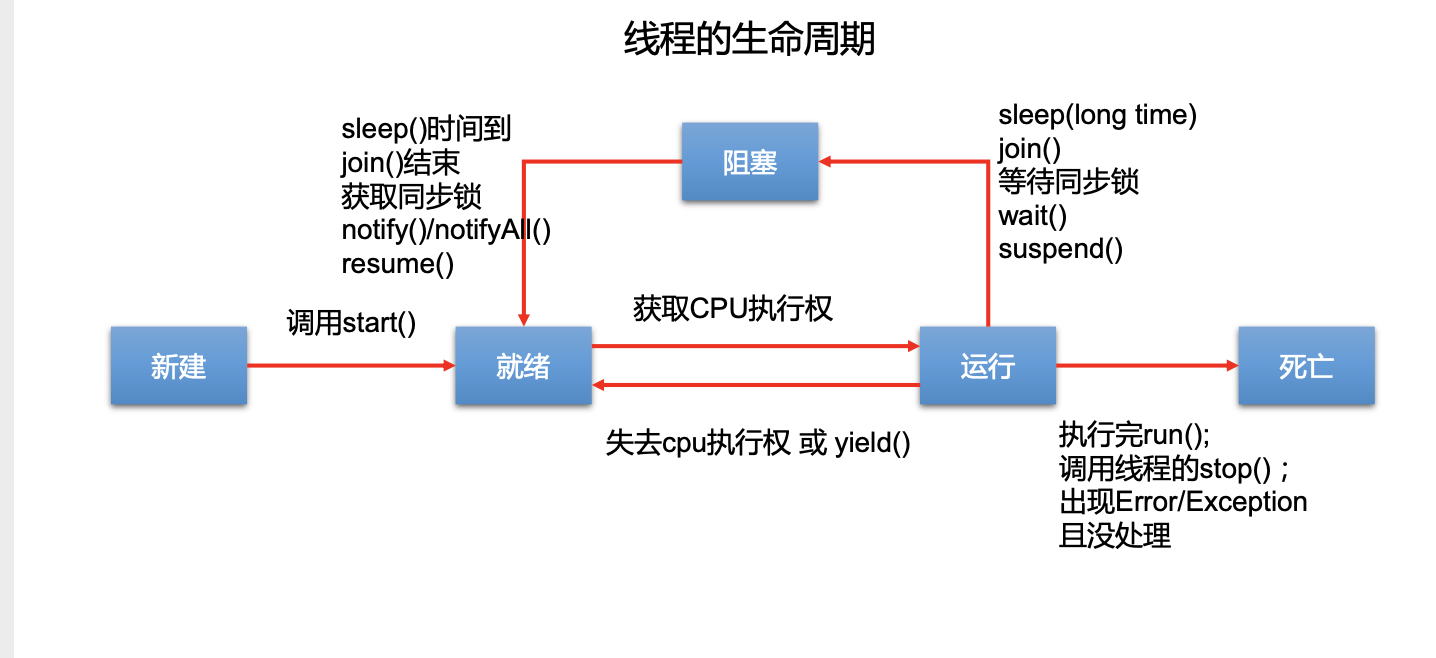 线程的生命周期
sleep()时间到
join()结束
获取同步锁
notify()/notifyAll()
resume()
阻塞
sleep(long time)
join()
等待同步锁
wait()
suspend()
调用start()
获取CPU执行权
新建
就绪
运行
死亡
失去cpu执行权 或 yield()
执行完run();
调用线程的stop()；
出现Error/Exception
且没处理